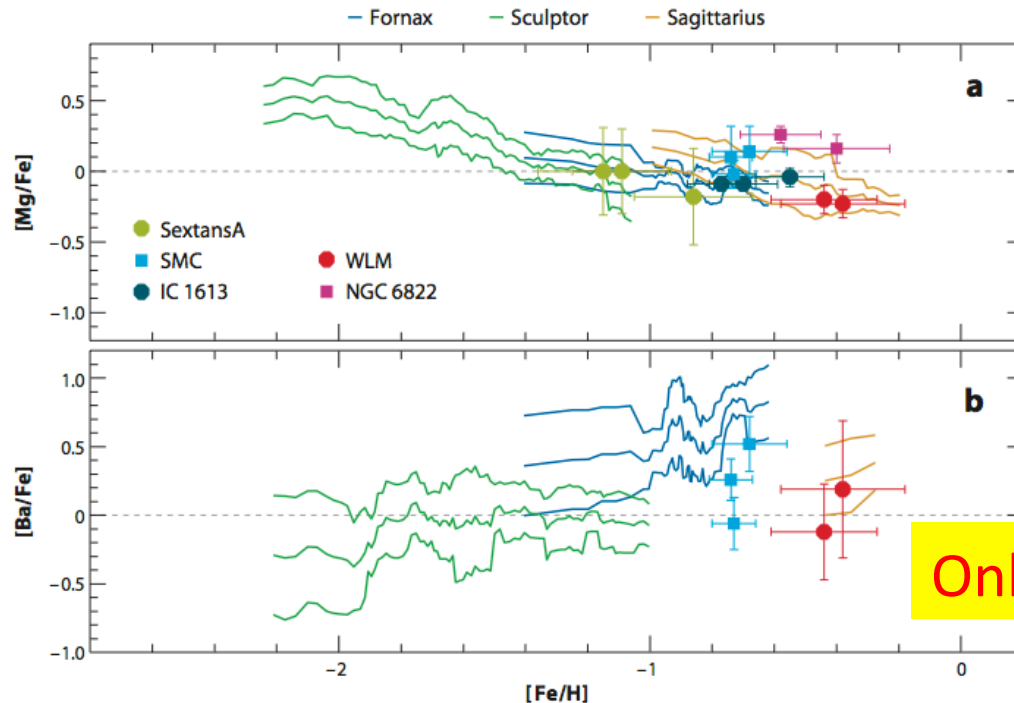 Fornax Sculptor Sagittarius
a
0.5
0
−0.5
−1.0
[Mg/Fe]
SextansA
SMC WLM
IC 1613 NGC 6822
b
1.0
0.5
0
−0.5
−1.0
[Ba/Fe]
Onl
−2 −1 0
[Fe/H]